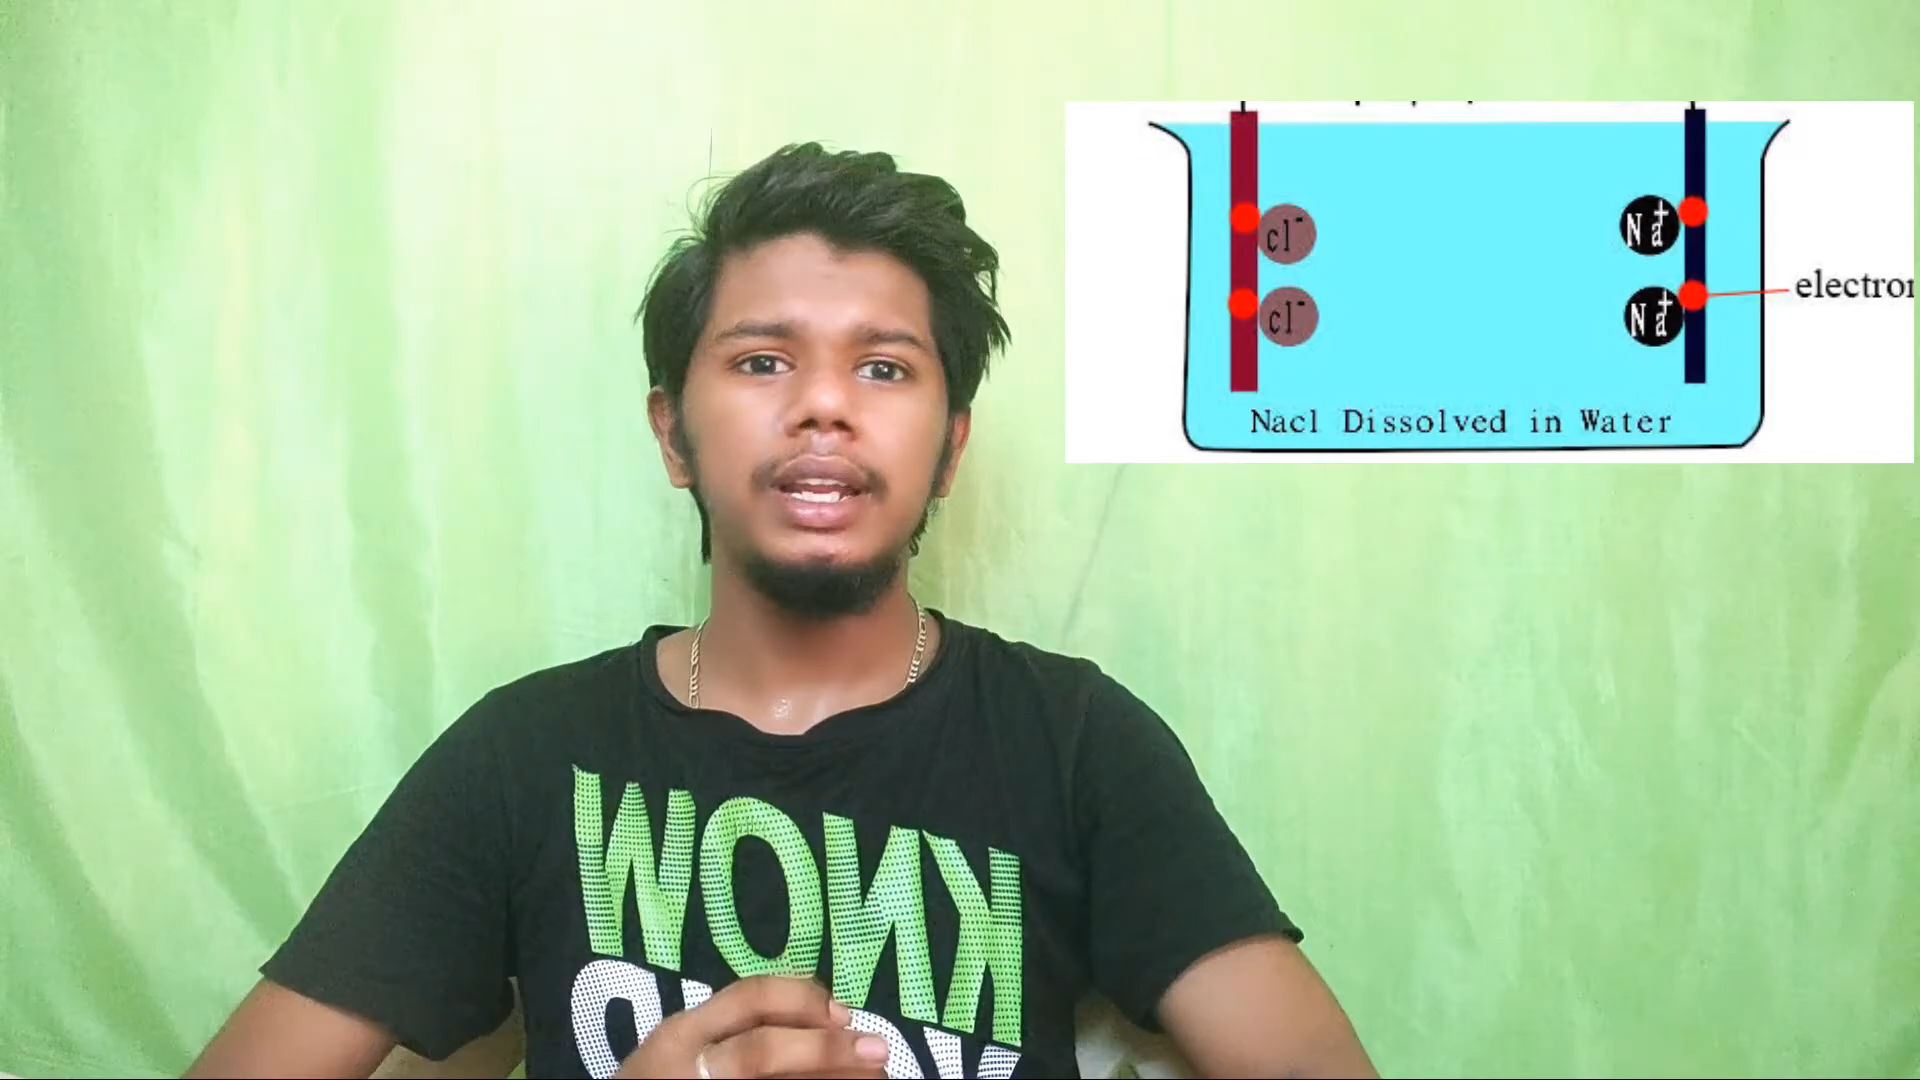 cl⁻ Na⁺
cl⁻ Na⁺
electron
Nacl Dissolved in Water
KNOW